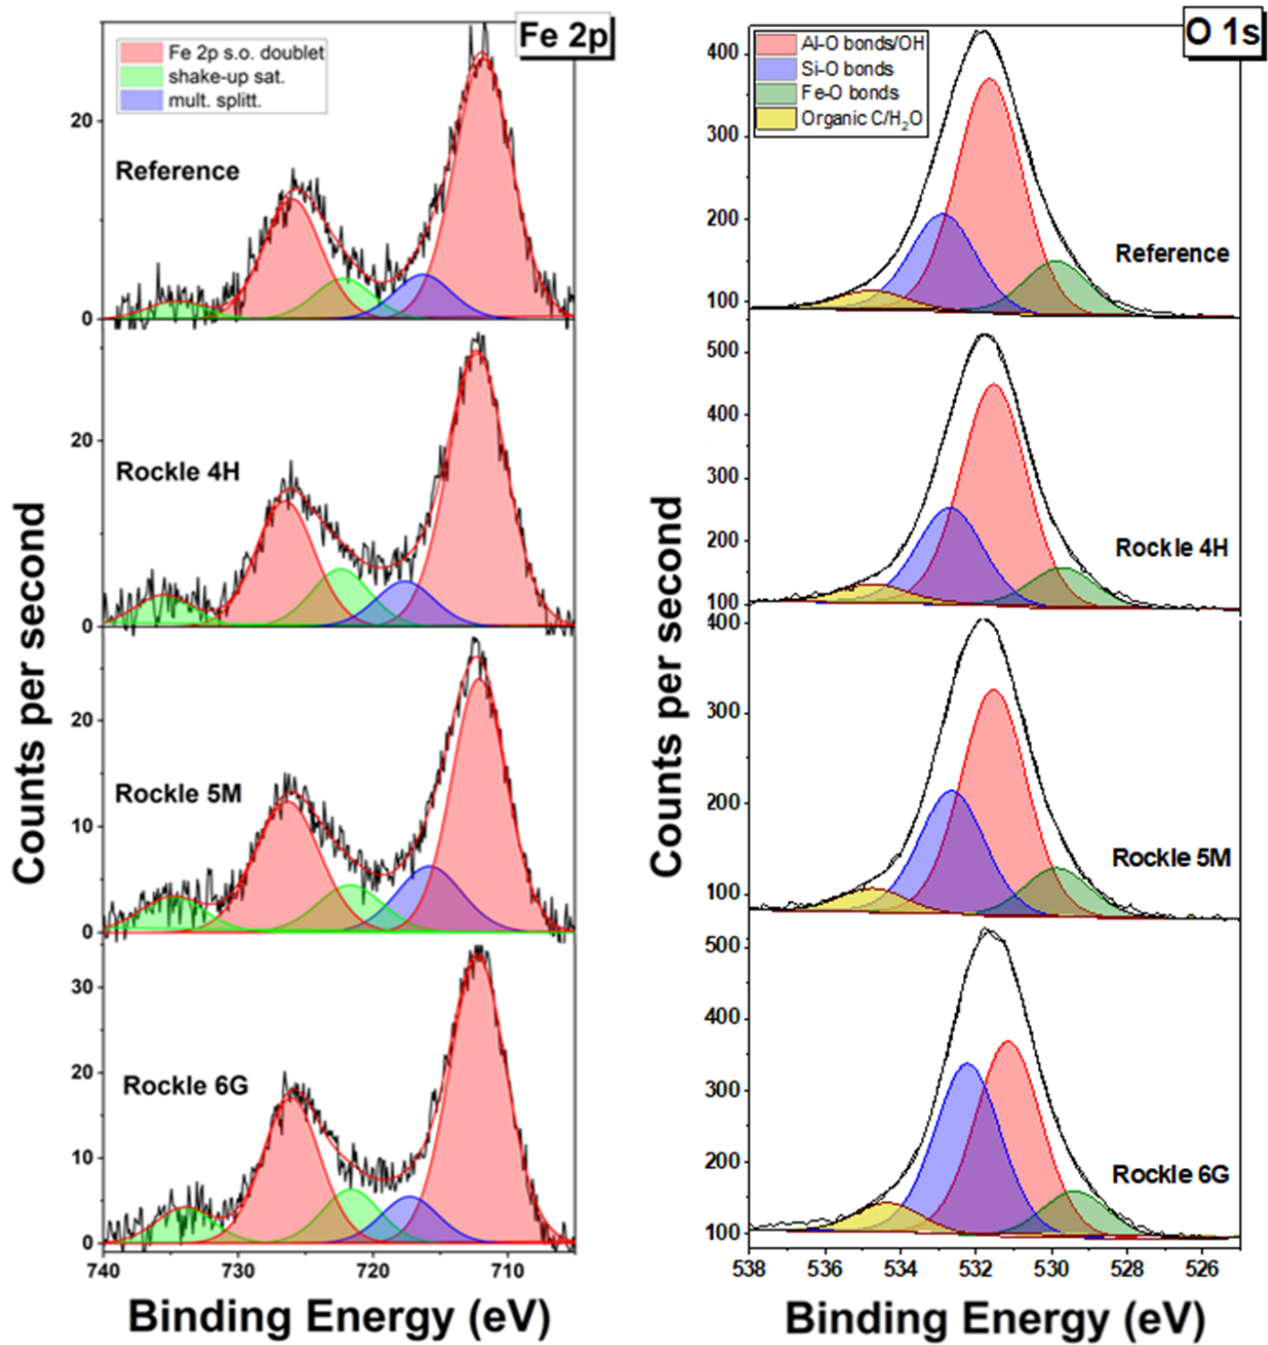 Fe 2p
Fe 2p s.o. doublet
shake-up sat.
mult. splitt.
Reference
20
0
Rockle 4H
20
0
Rockle 5M
20
10
0
Rockle 6G
30
20
10
0
740 730 720 710
Binding Energy (eV)
Counts per second
O 1s
Al-O bonds/OH
Si-O bonds
Fe-O bonds
Organic C/H₂O
400
300
200
100
Reference
500
400
300
200
100
Rockle 4H
400
300
200
100
Rockle 5M
500
400
300
200
100
Rockle 6G
538 536 534 532 530 528 526
Binding Energy (eV)
Counts per second